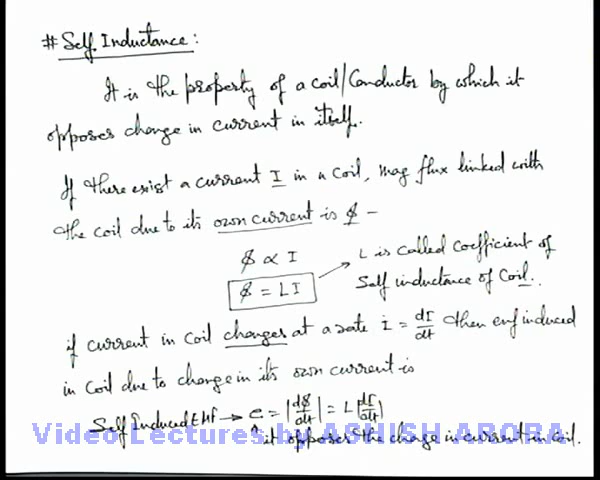 # Self Inductance:
It is the property of a coil/Conductor by which it
opposes change in current in itself.
If there exist a current I in a coil, mag flux linked with
the coil due to its own current is φ –
φ ∝ I
φ = LI
L is called coefficient of
Self inductance of Coil.
if current in coil changes at a rate i = dI/dt then emf induced
in coil due to change in its own current is
Self Induced EMF → e = |dφ/dt| = L|dI/dt|
it opposes the change in current in coil.
Video Lectures by ASHISH ARORA